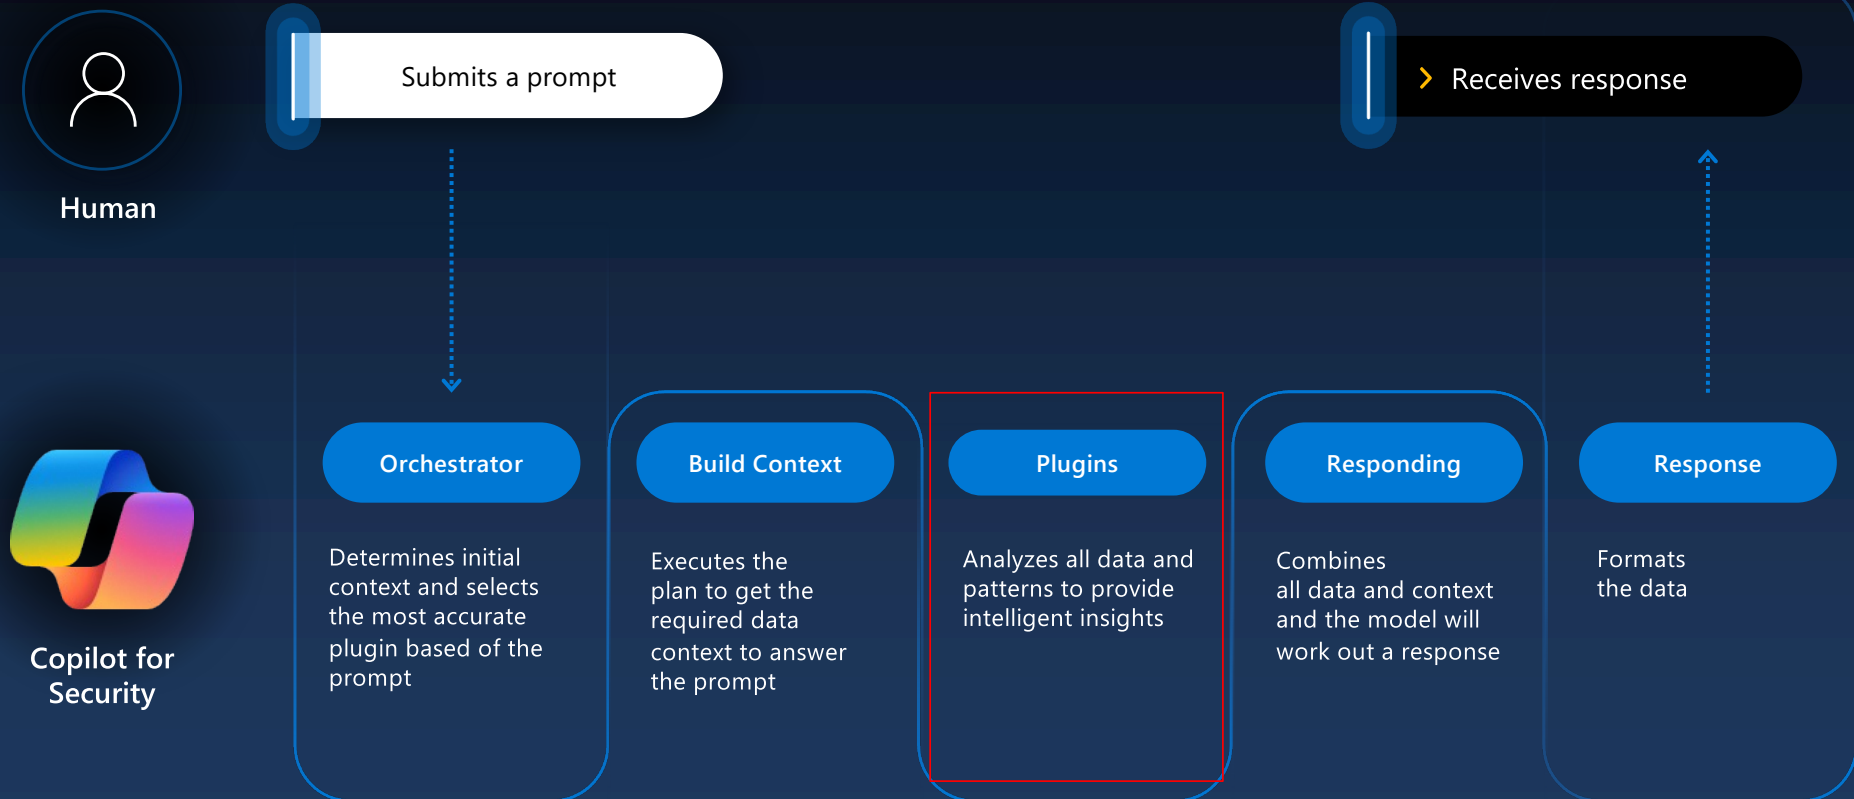 Submits a prompt
Receives response
Human
Orchestrator
Build Context
Plugins
Responding
Response
Determines initial
context and selects
the most accurate
plugin based of the
prompt
Executes the
plan to get the
required data
context to answer
the prompt
Analyzes all data and
patterns to provide
intelligent insights
Combines
all data and context
and the model will
work out a response
Formats
the data
Copilot for
Security